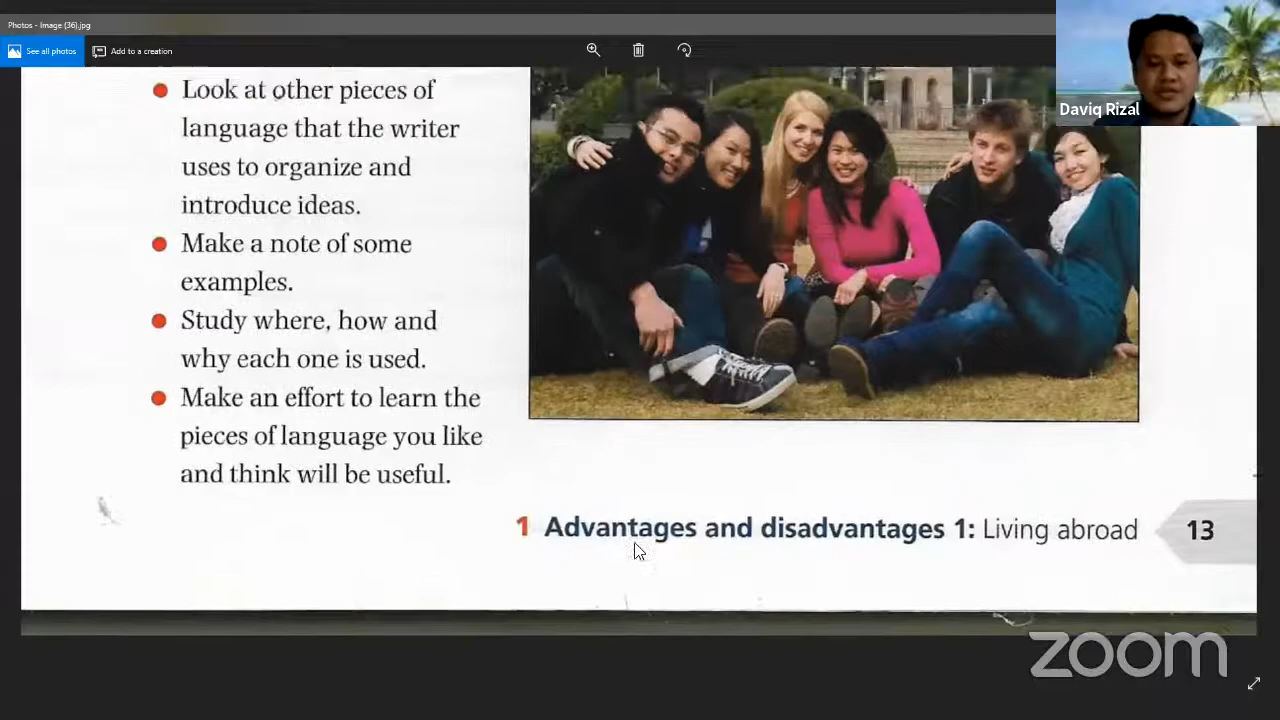 Photos - Image (36).jpg
See all photos
Add to a creation
Daviq Rizal
Look at other pieces of
language that the writer
uses to organize and
introduce ideas.
Make a note of some
examples.
Study where, how and
why each one is used.
Make an effort to learn the
pieces of language you like
and think will be useful.
1 Advantages and disadvantages 1: Living abroad 13
zoom